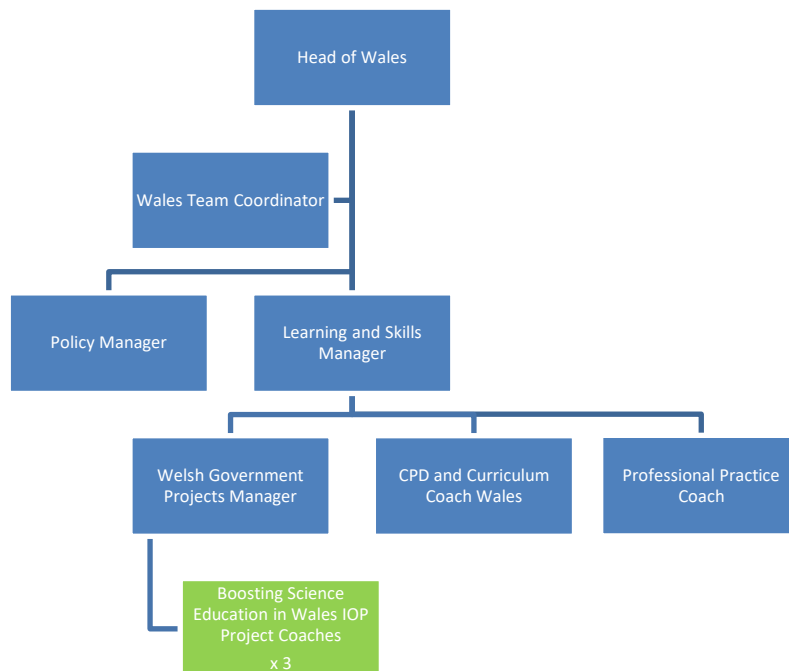 Head of Wales
Wales Team Coordinator
Policy Manager
Learning and Skills
Manager
Welsh Government
Projects Manager
CPD and Curriculum
Coach Wales
Professional Practice
Coach
Boosting Science
Education in Wales IOP
Project Coaches
x 3